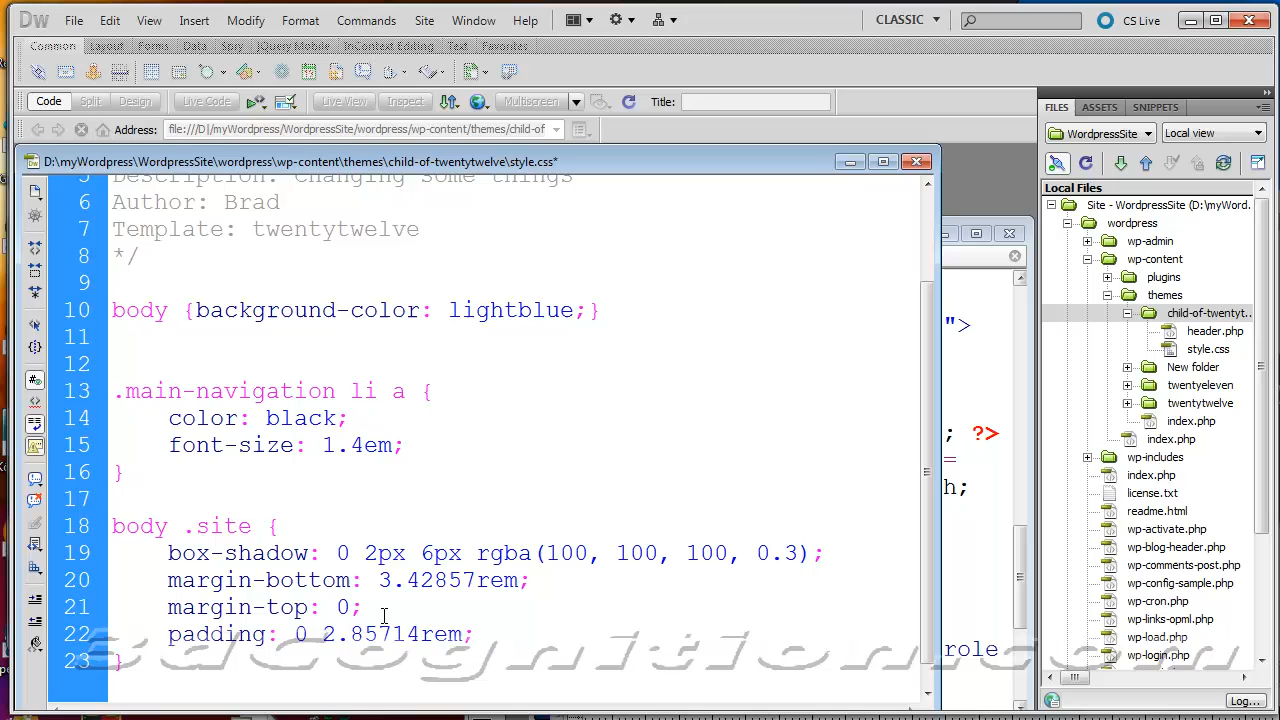 Dw File Edit View Insert Modify Format Commands Site Window Help CLASSIC CS Live
Common
Code Split Design Live Code Live View Inspect Multiscreen Title:
Address: file:///D|/myWordpress/WordpressSite/wordpress/wp-content/themes/child-of
D:\myWordpress\WordpressSite\wordpress\wp-content\themes\child-of-twentytwelve\style.css*
5 Description: Changing some things
6 Author: Brad
7 Template: twentytwelve
8 */
9
10 body {background-color: lightblue;}
11
12
13 .main-navigation li a {
14 color: black;
15 font-size: 1.4em;
16 }
17
18 body .site {
19 box-shadow: 0 2px 6px rgba(100, 100, 100, 0.3);
20 margin-bottom: 3.42857rem;
21 margin-top: 0;
22 padding: 0 2.85714rem;
23 }
">
; ?>
=
h;
role
3dCognition.com
FILES ASSETS SNIPPETS
WordpressSite Local view
Local Files
Site - WordpressSite (D:\myWord...
wordpress
wp-admin
wp-content
plugins
themes
child-of-twentyt...
header.php
style.css
New folder
twentyeleven
twentytwelve
index.php
index.php
wp-includes
index.php
license.txt
readme.html
wp-activate.php
wp-blog-header.php
wp-comments-post.php
wp-config-sample.php
wp-cron.php
wp-links-opml.php
wp-load.php
wp-login.php
Log...